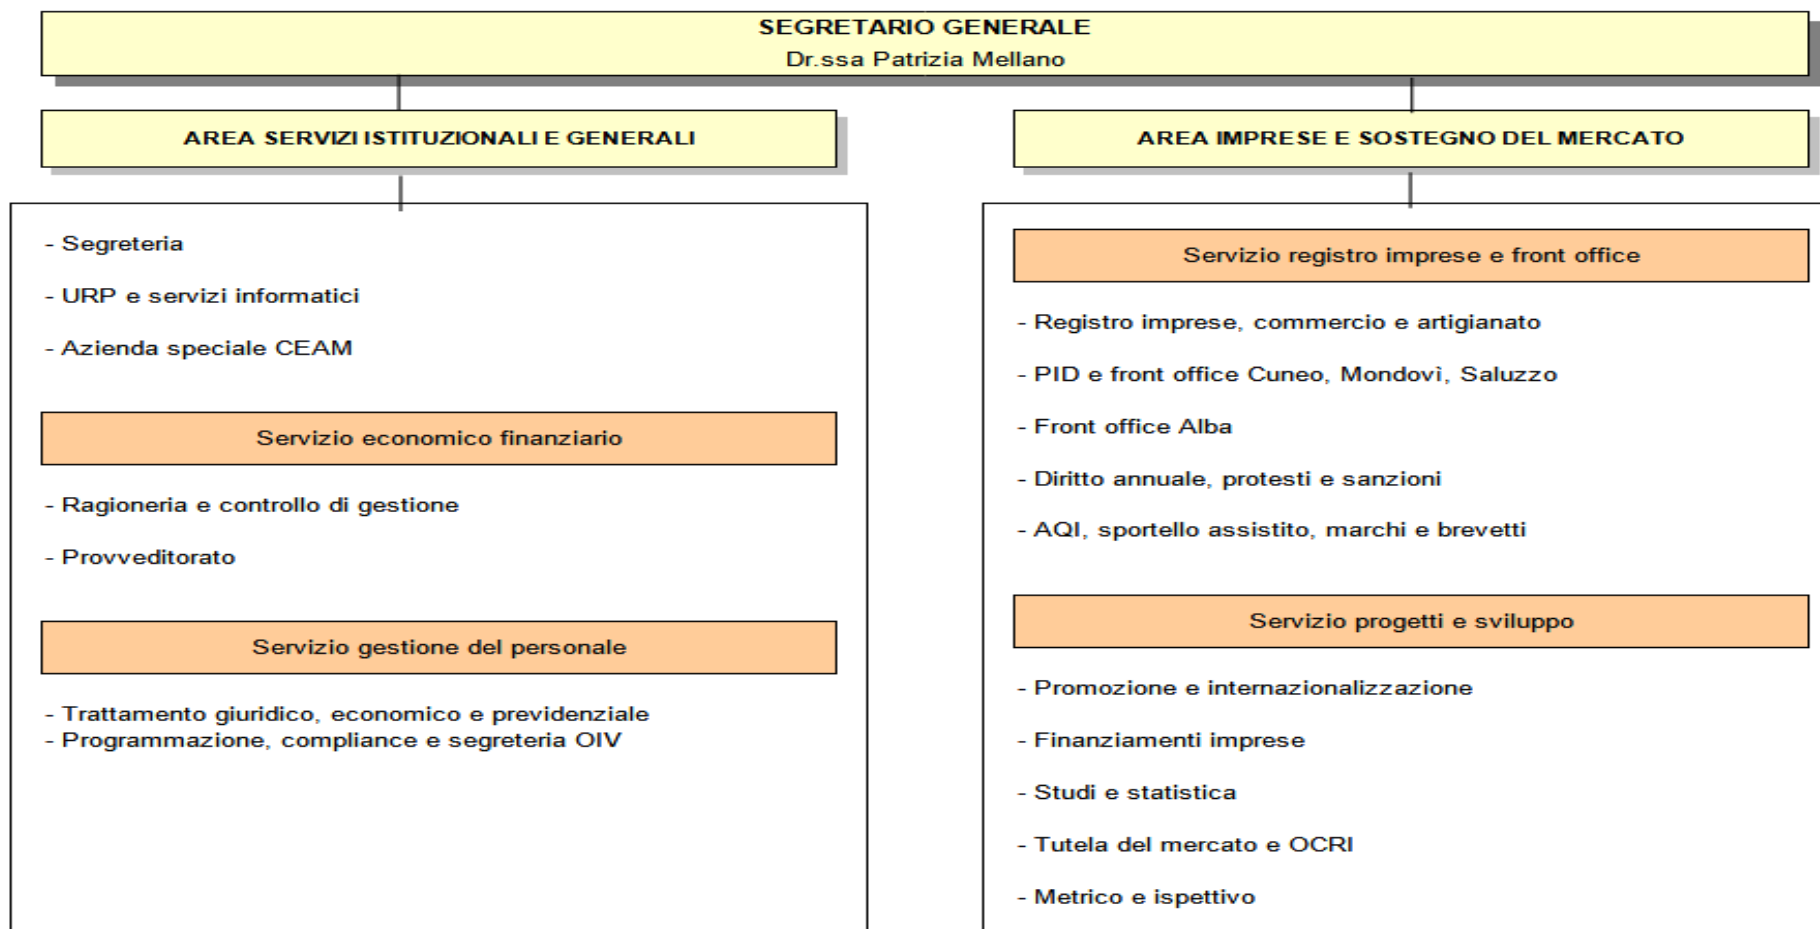 SEGRETARIO GENERALE
Dr.ssa Patrizia Mellano
AREA SERVIZI ISTITUZIONALI E GENERALI
- Segreteria
- URP e servizi informatici
- Azienda speciale CEAM
Servizio economico finanziario
- Ragioneria e controllo di gestione
- Provveditorato
Servizio gestione del personale
- Trattamento giuridico, economico e previdenziale
- Programmazione, compliance e segreteria OIV
AREA IMPRESE E SOSTEGNO DEL MERCATO
Servizio registro imprese e front office
- Registro imprese, commercio e artigianato
- PID e front office Cuneo, Mondovì, Saluzzo
- Front office Alba
- Diritto annuale, protesti e sanzioni
- AQI, sportello assistito, marchi e brevetti
Servizio progetti e sviluppo
- Promozione e internazionalizzazione
- Finanziamenti imprese
- Studi e statistica
- Tutela del mercato e OCRI
- Metrico e ispettivo